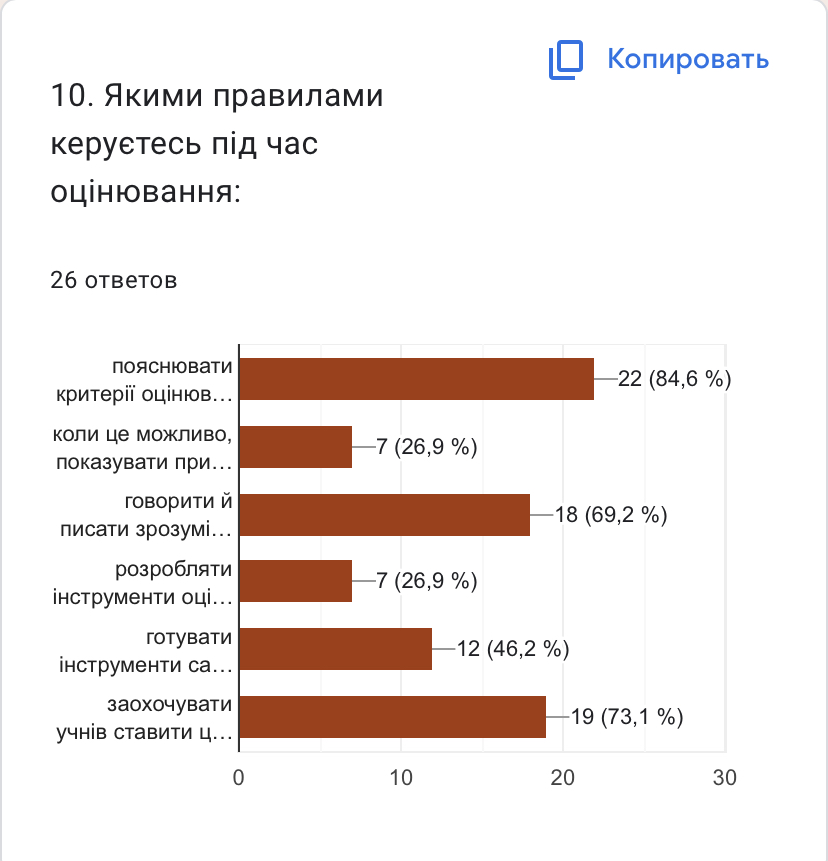 Копировать
10. Якими правилами
керуєтесь під час
оцінювання:
26 ответов
пояснювати
критерії оцінюв…
22 (84,6 %)
коли це можливо,
показувати при…
7 (26,9 %)
говорити й
писати зрозумі…
18 (69,2 %)
розробляти
інструменти оці…
7 (26,9 %)
готувати
інструменти са…
12 (46,2 %)
заохочувати
учнів ставити ц…
19 (73,1 %)
0 10 20 30